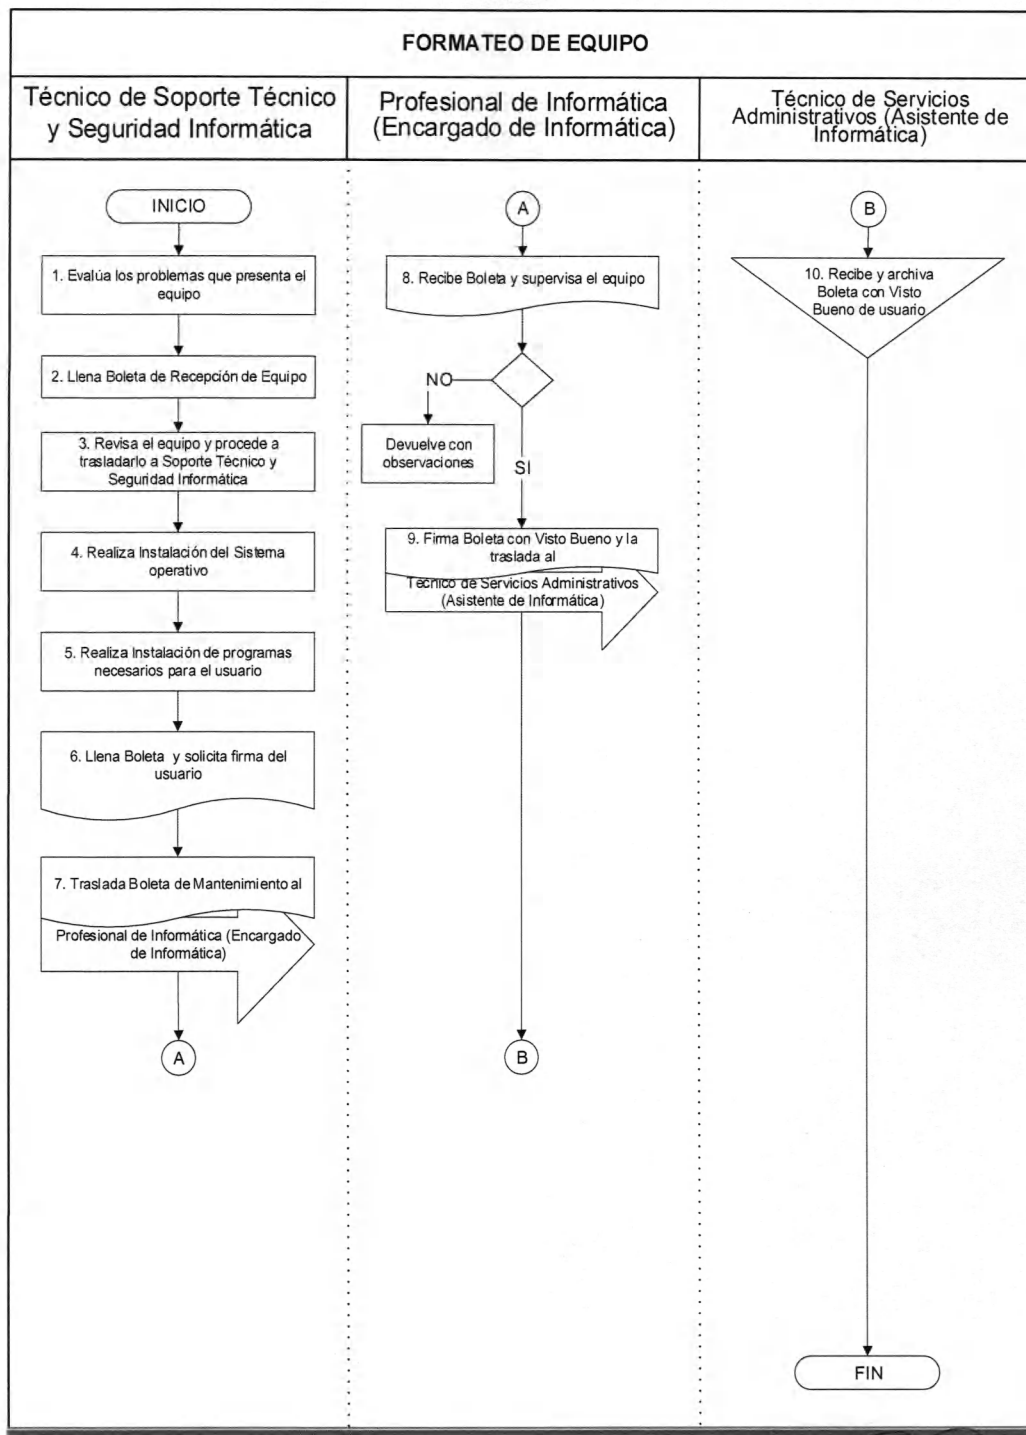 FORMATEO DE EQUIPO
Técnico de Soporte Técnico
y Seguridad Informática
Profesional de Informática
(Encargado de Informática)
Técnico de Servicios
Administrativos (Asistente de
Informática)
INICIO
1. Evalúa los problemas que presenta el
equipo
2. Llena Boleta de Recepción de Equipo
3. Revisa el equipo y procede a
trasladarlo a Soporte Técnico y
Seguridad Informática
4. Realiza Instalación del Sistema
operativo
5. Realiza Instalación de programas
necesarios para el usuario
6. Llena Boleta y solicita firma del
usuario
7. Traslada Boleta de Mantenimiento al
Profesional de Informática (Encargado
de Informática)
A
A
8. Recibe Boleta y supervisa el equipo
NO
Devuelve con
observaciones
SI
9. Firma Boleta con Visto Bueno y la
traslada al
Técnico de Servicios Administrativos
(Asistente de Informática)
B
B
10. Recibe y archiva
Boleta con Visto
Bueno de usuario
FIN